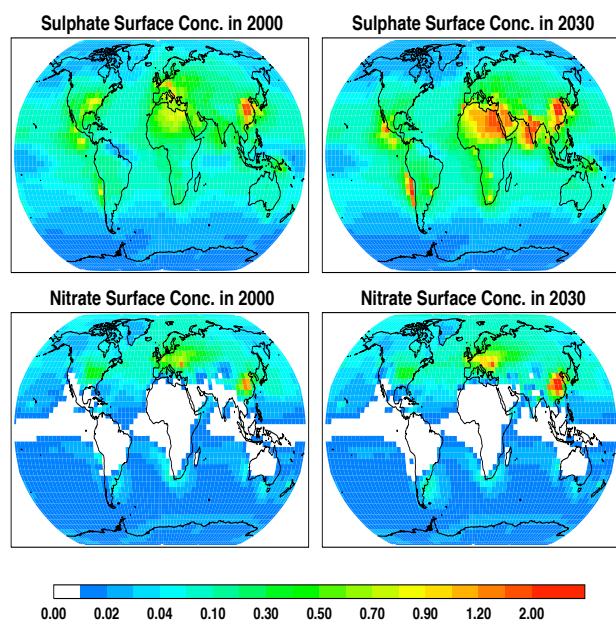 Sulphate Surface Conc. in 2000
Sulphate Surface Conc. in 2030
Nitrate Surface Conc. in 2000
Nitrate Surface Conc. in 2030
0.00 0.02 0.04 0.10 0.30 0.50 0.70 0.90 1.20 2.00